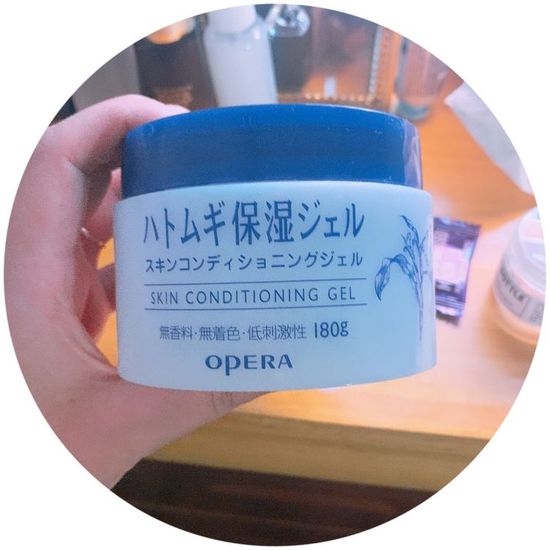 ハトムギ保湿ジェル
スキンコンディショニングジェル
SKIN CONDITIONING GEL
無香料・無着色・低刺激性 180g
OPERA